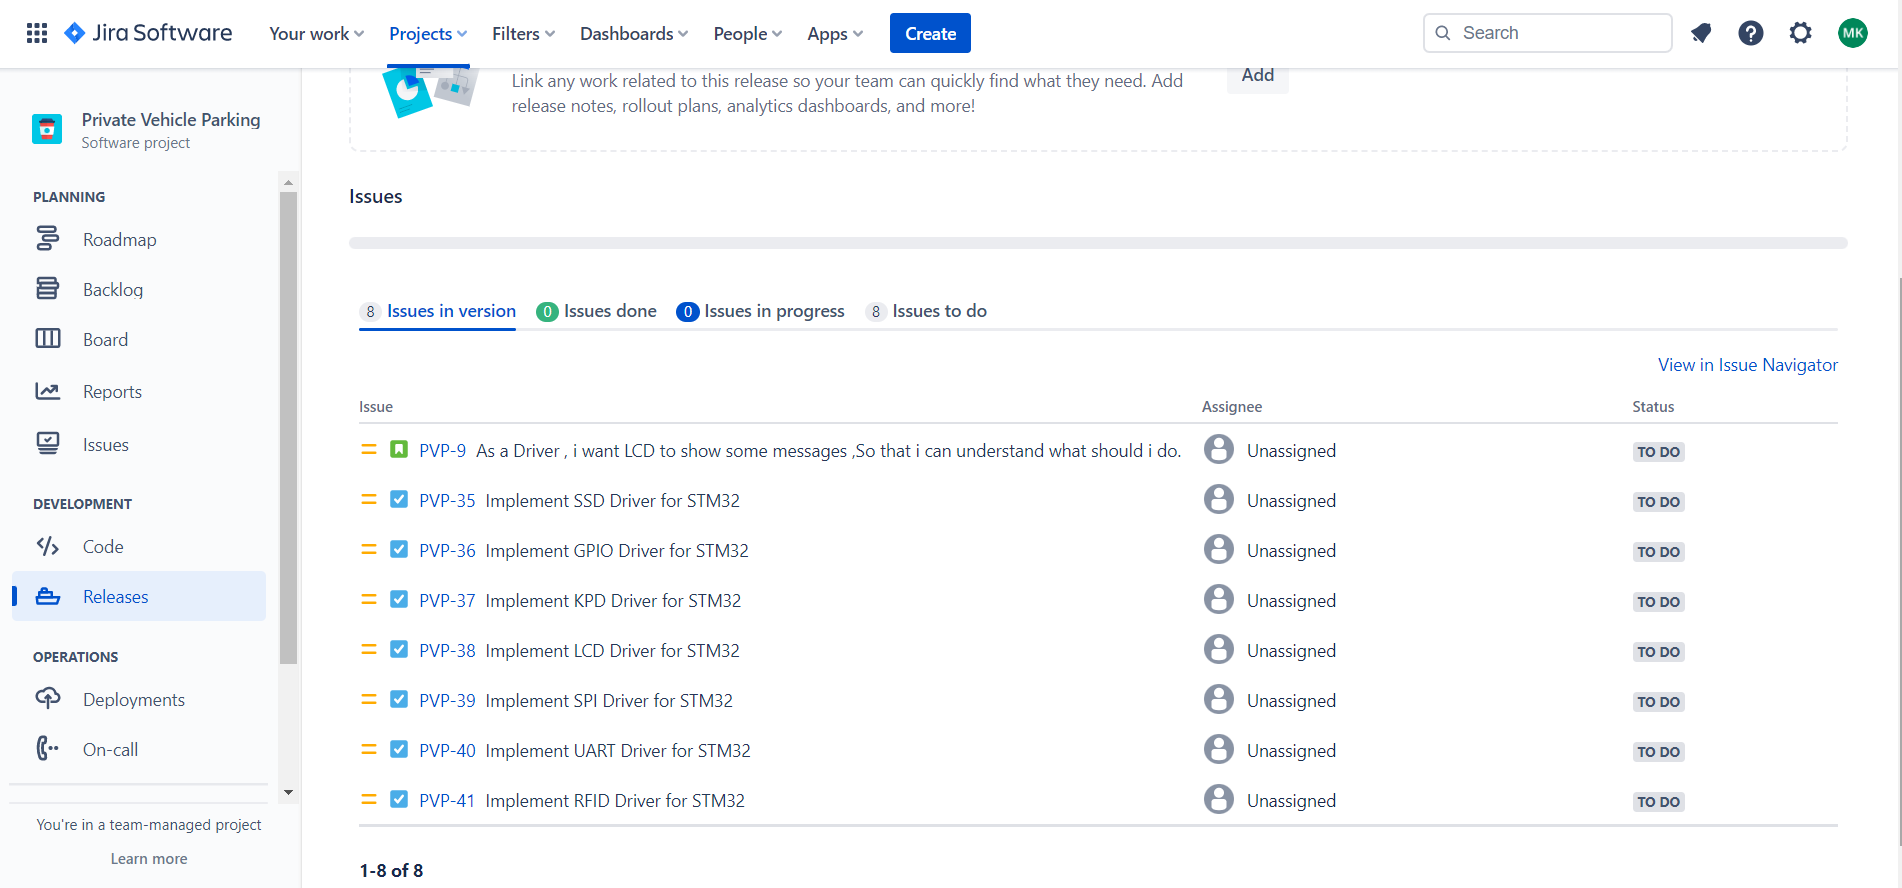 Jira Software
Your work
Projects
Filters
Dashboards
People
Apps
Create
Search
MK
Private Vehicle Parking
Software project
PLANNING
Roadmap
Backlog
Board
Reports
Issues
DEVELOPMENT
Code
Releases
OPERATIONS
Deployments
On-call
You're in a team-managed project
Learn more
Link any work related to this release so your team can quickly find what they need. Add
release notes, rollout plans, analytics dashboards, and more!
Add
Issues
8 Issues in version
0 Issues done
0 Issues in progress
8 Issues to do
View in Issue Navigator
Issue Assignee Status
PVP-9 As a Driver , i want LCD to show some messages ,So that i can understand what should i do. Unassigned TO DO
PVP-35 Implement SSD Driver for STM32 Unassigned TO DO
PVP-36 Implement GPIO Driver for STM32 Unassigned TO DO
PVP-37 Implement KPD Driver for STM32 Unassigned TO DO
PVP-38 Implement LCD Driver for STM32 Unassigned TO DO
PVP-39 Implement SPI Driver for STM32 Unassigned TO DO
PVP-40 Implement UART Driver for STM32 Unassigned TO DO
PVP-41 Implement RFID Driver for STM32 Unassigned TO DO
1-8 of 8